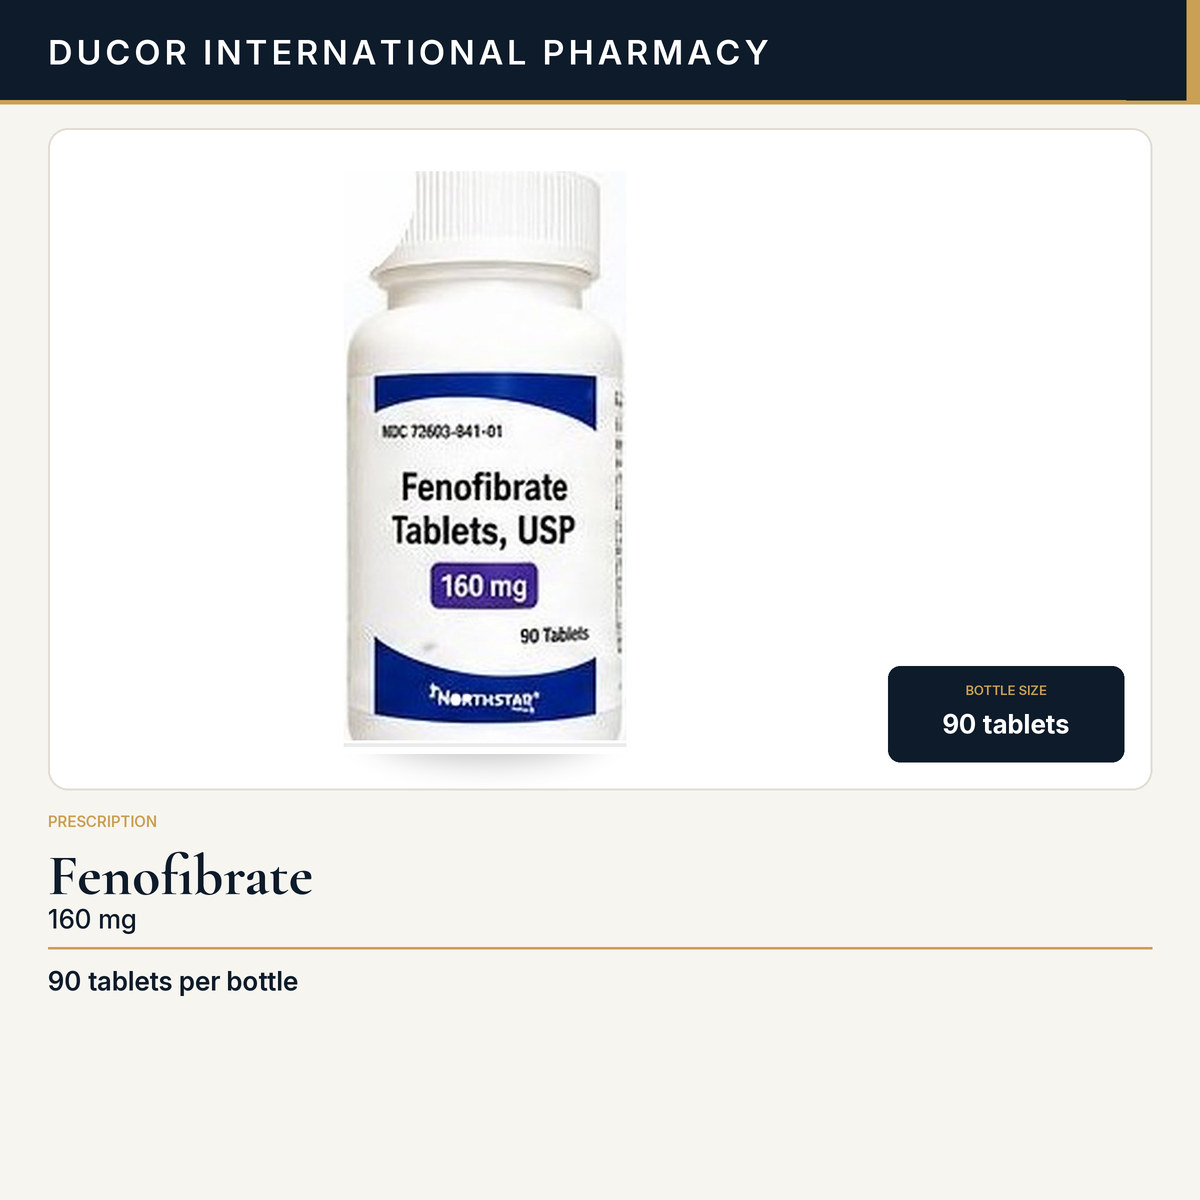 DUCOR INTERNATIONAL PHARMACY
NDC 72603-841-01
Fenofibrate
Tablets, USP
160 mg
90 Tablets
NORTHSTAR®
BOTTLE SIZE
90 tablets
PRESCRIPTION
Fenofibrate
160 mg
90 tablets per bottle